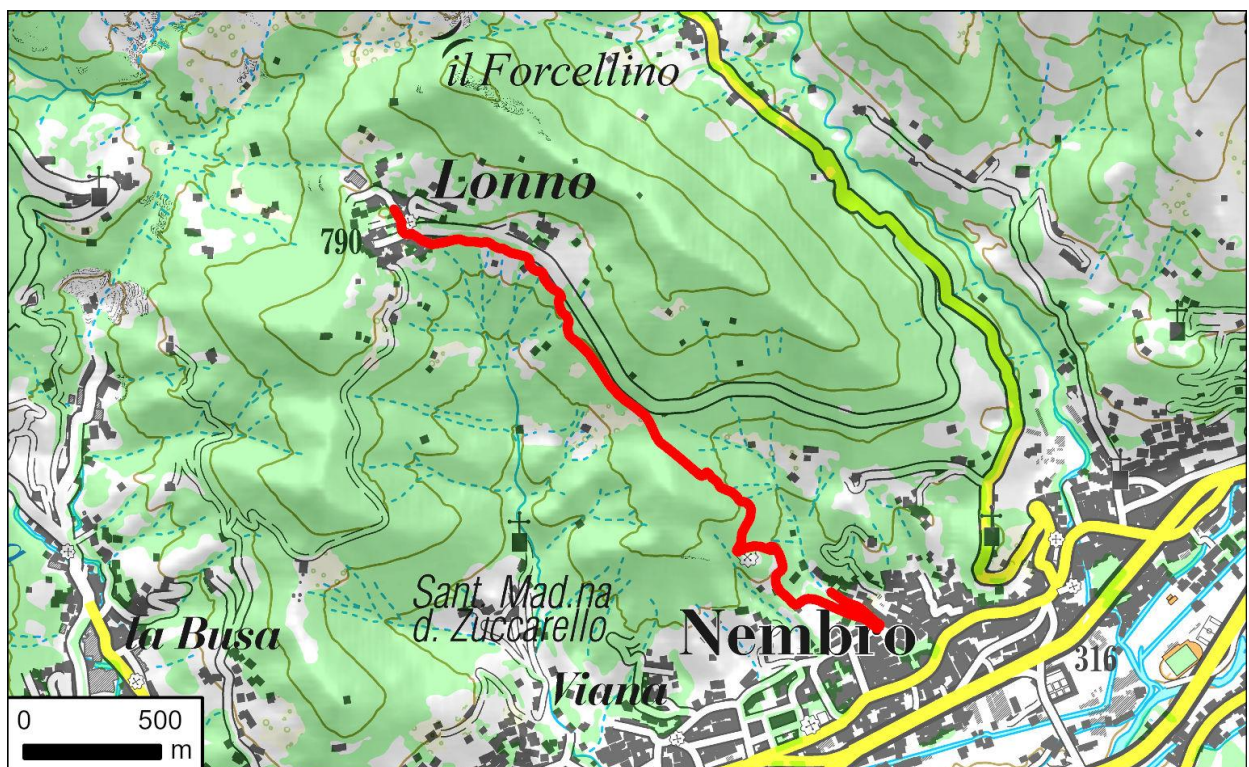 il Forcellino
Lonno
790
Sant. Mad.na
d. Zuccarello
la Busa
Nembro
316
Viana
0 500
m